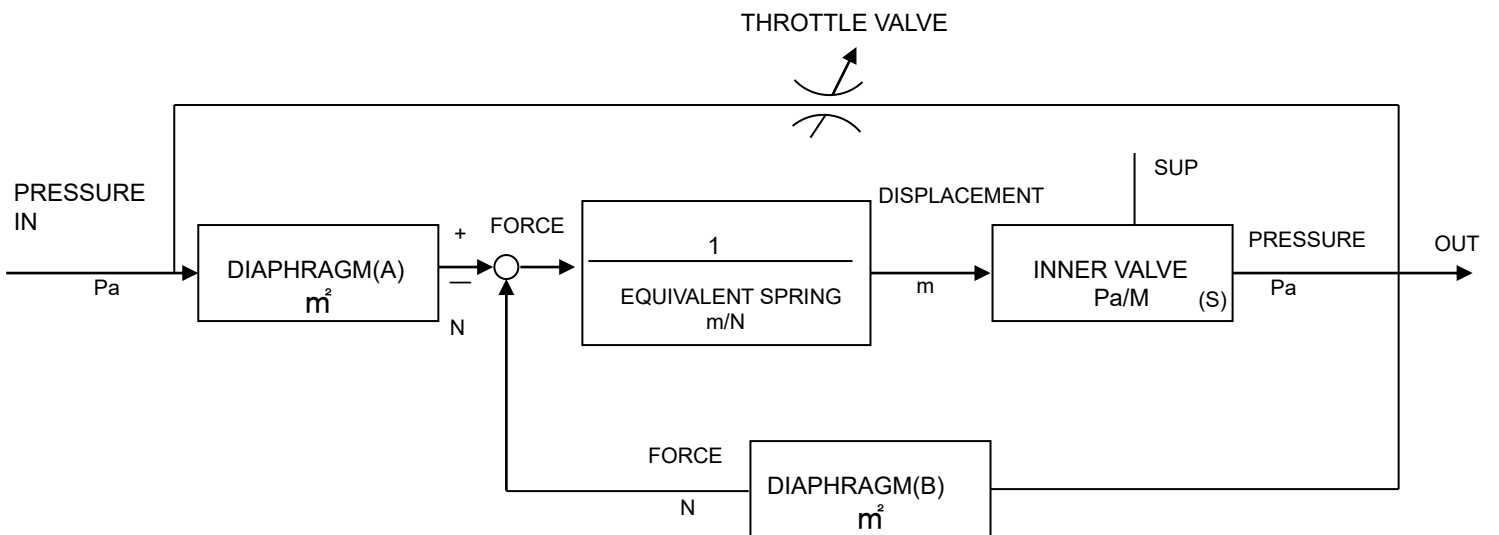 THROTTLE VALVE
PRESSURE
IN
Pa
DIAPHRAGM(A)
m²
+
—
N
FORCE
1
EQUIVALENT SPRING
m/N
DISPLACEMENT
m
SUP
INNER VALVE
Pa/M
(S)
PRESSURE
Pa
OUT
FORCE
N
DIAPHRAGM(B)
m²